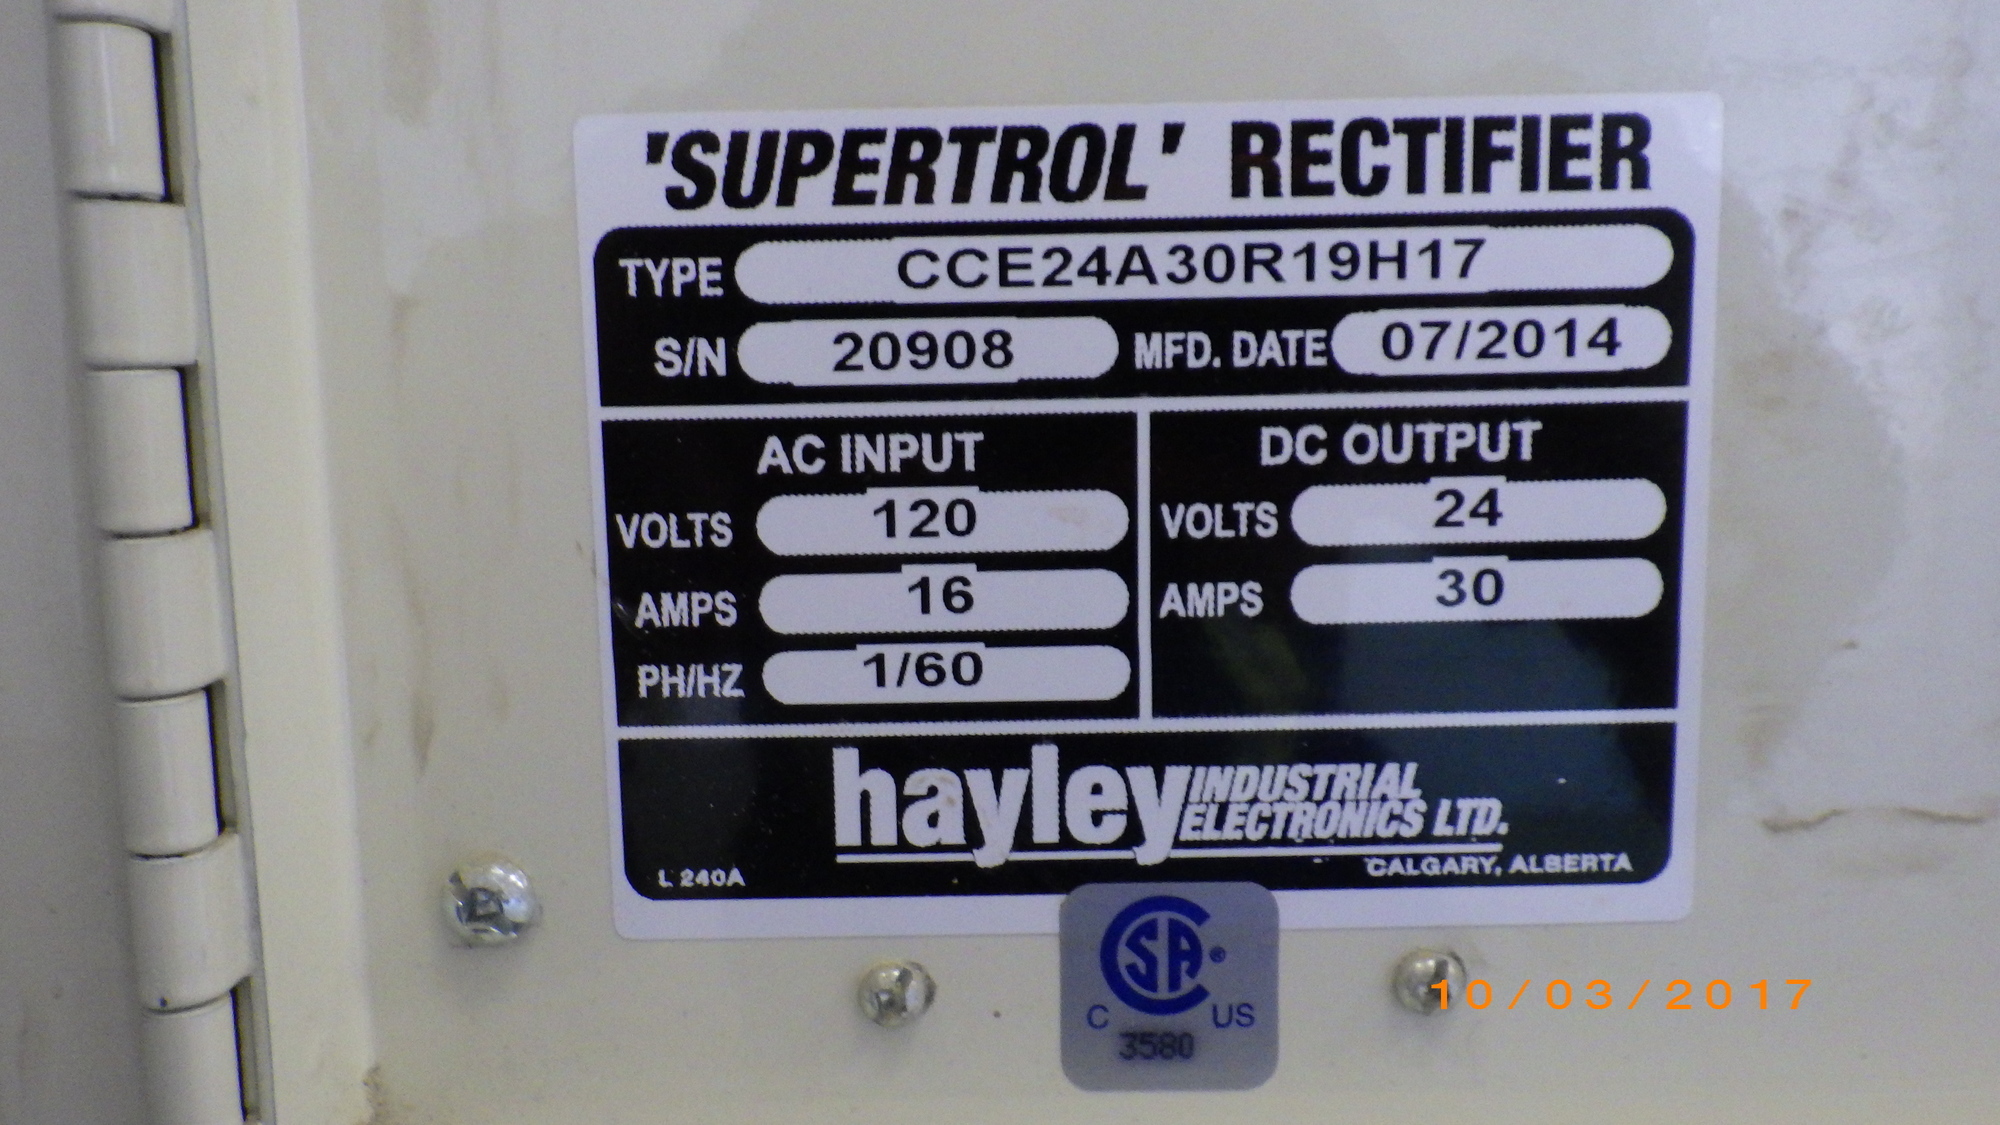 'SUPERTROL' RECTIFIER
TYPE CCE24A30R19H17
S/N 20908 MFD. DATE 07/2014
AC INPUT
VOLTS 120
AMPS 16
PH/HZ 1/60
DC OUTPUT
VOLTS 24
AMPS 30
hayley INDUSTRIAL
ELECTRONICS LTD.
L 240A CALGARY, ALBERTA
CSA®
C US
3580
10/03/2017